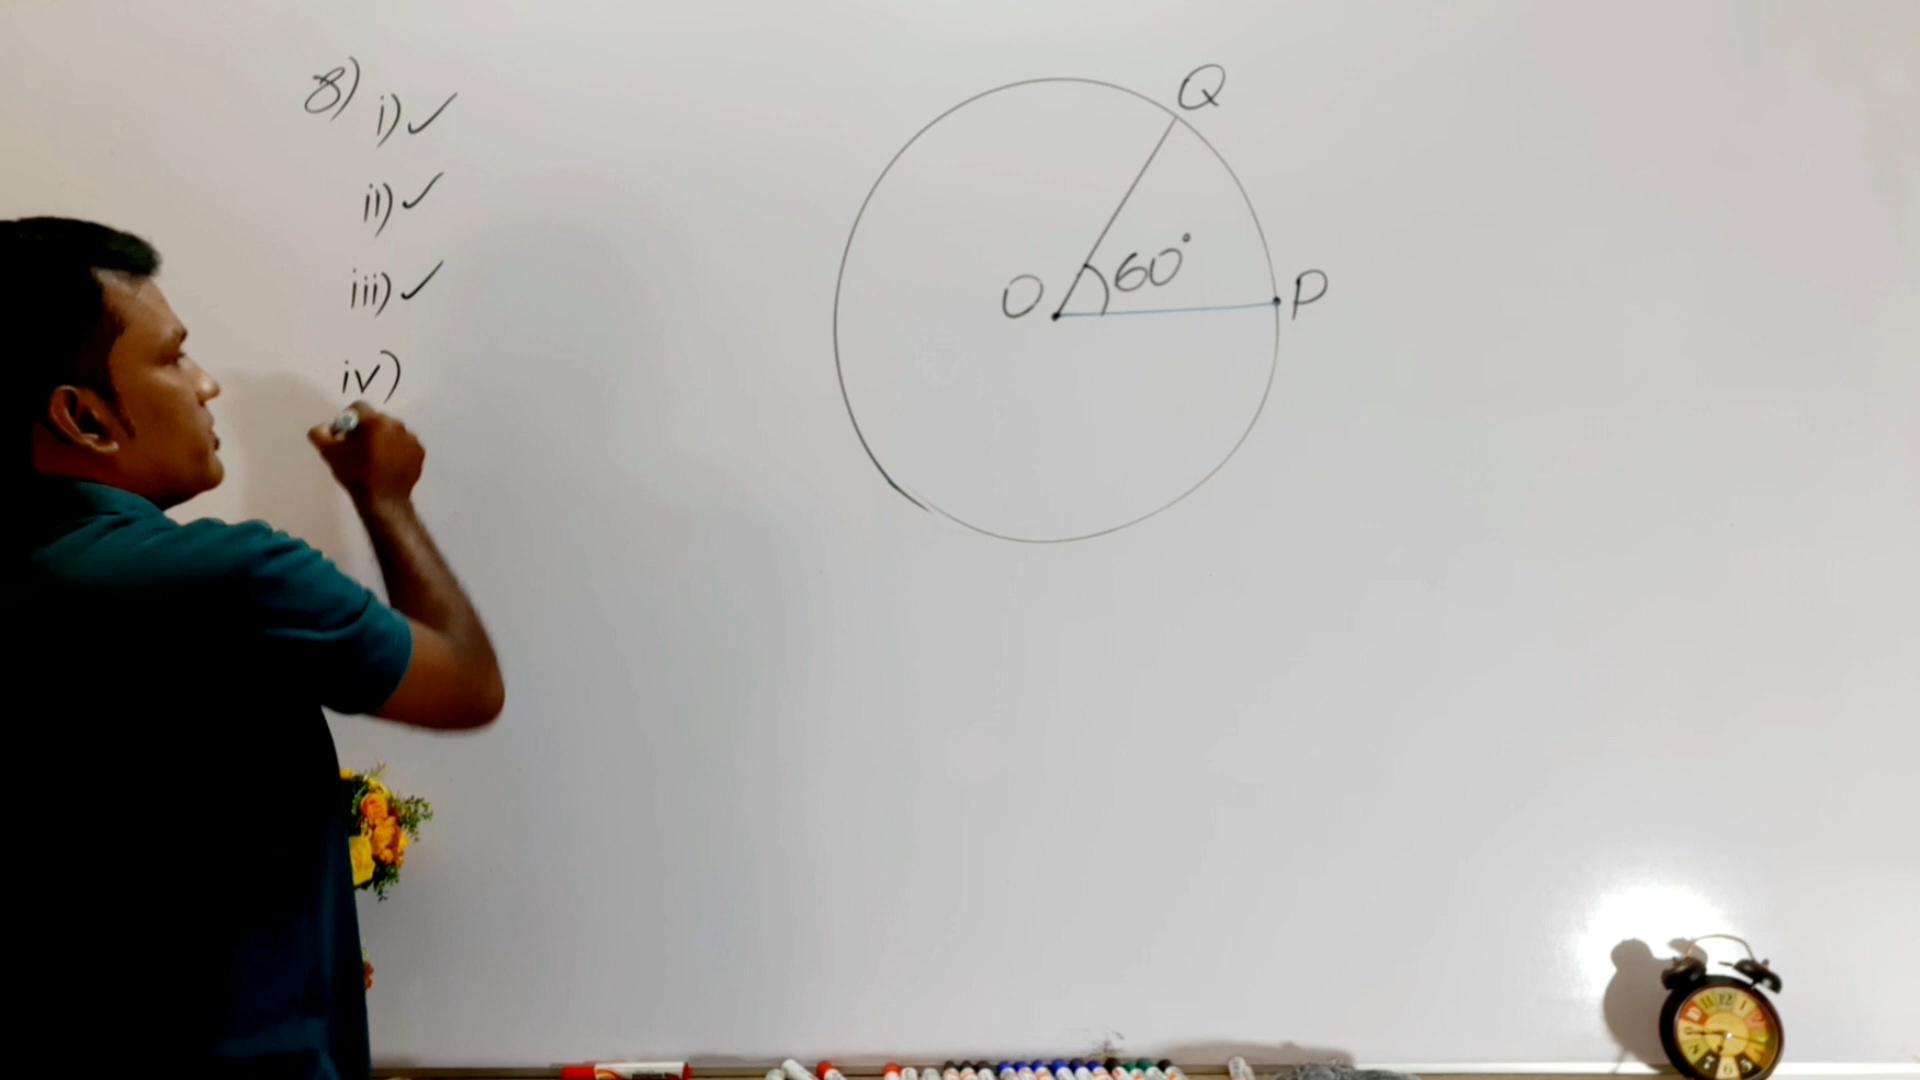 8) i) ✓
ii) ✓
iii) ✓
iv)
Q
60°
O
P